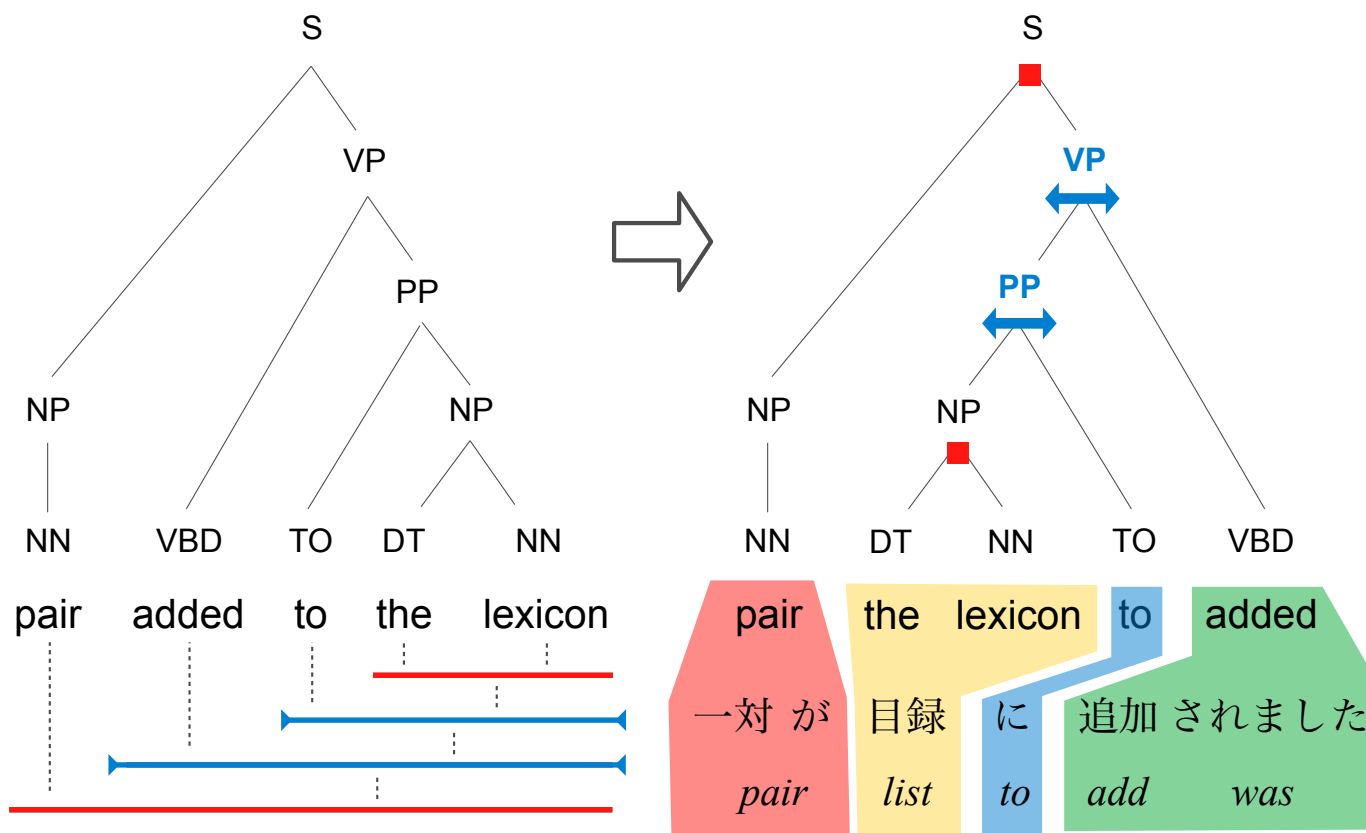 S
VP
PP
NP NP
NN VBD TO DT NN
pair added to the lexicon
S
VP
PP
NP NP
NN DT NN TO VBD
pair the lexicon to added
一対 が 目録 に 追加 されました
pair list to add was